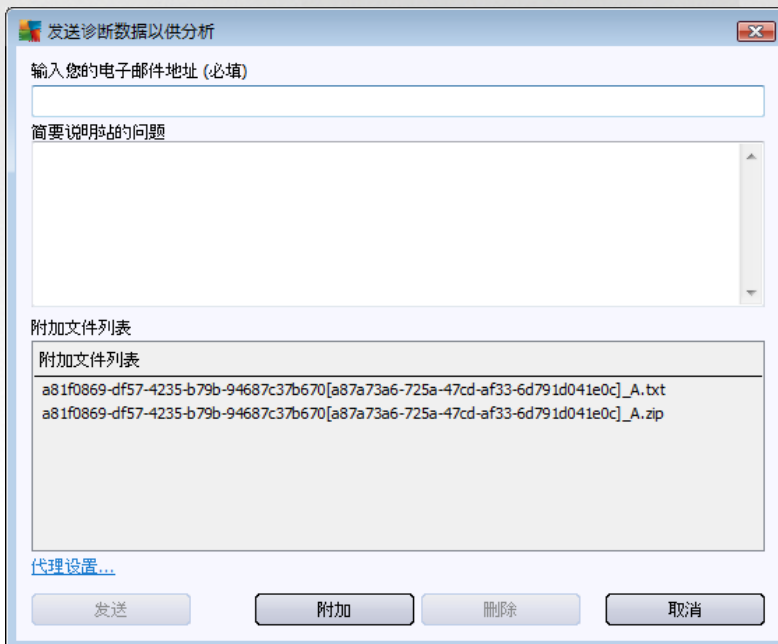 发送诊断数据以供分析
输入您的电子邮件地址 (必填)
简要说明站的问题
附加文件列表
附加文件列表
a81f0869-df57-4235-b79b-94687c37b670[a87a73a6-725a-47cd-af33-6d791d041e0c]_A.txt
a81f0869-df57-4235-b79b-94687c37b670[a87a73a6-725a-47cd-af33-6d791d041e0c]_A.zip
代理设置...
发送 附加 删除 取消